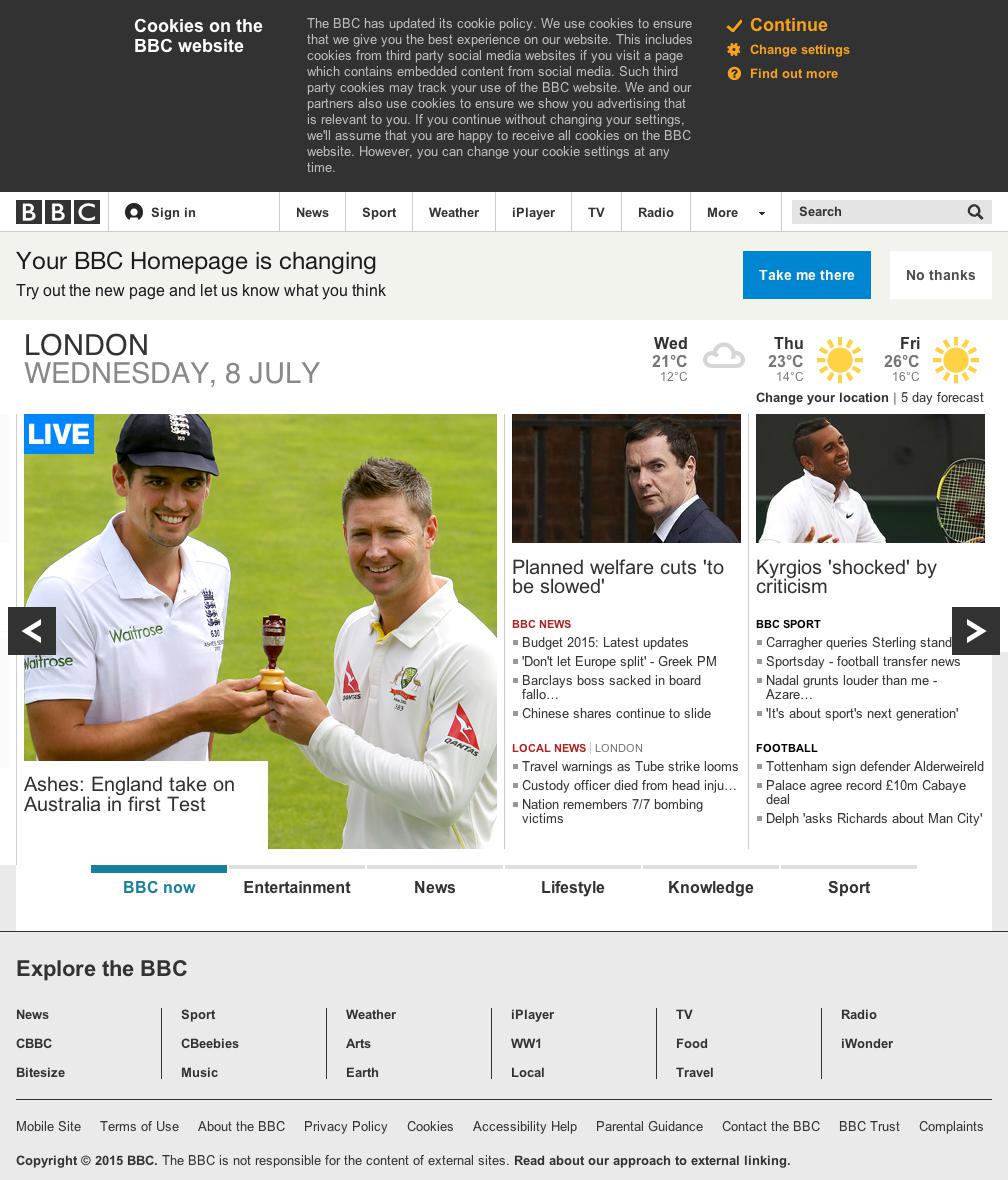 Cookies on the
BBC website
The BBC has updated its cookie policy. We use cookies to ensure
that we give you the best experience on our website. This includes
cookies from third party social media websites if you visit a page
which contains embedded content from social media. Such third
party cookies may track your use of the BBC website. We and our
partners also use cookies to ensure we show you advertising that
is relevant to you. If you continue without changing your settings,
we'll assume that you are happy to receive all cookies on the BBC
website. However, you can change your cookie settings at any
time.
Continue
Change settings
Find out more
BBC Sign in News Sport Weather iPlayer TV Radio More Search
Your BBC Homepage is changing
Try out the new page and let us know what you think
Take me there No thanks
LONDON
WEDNESDAY, 8 JULY
Wed Thu Fri
21°C 23°C 26°C
12°C 14°C 16°C
Change your location | 5 day forecast
LIVE
Waitrose
Waitrose
630
QANTAS
389
QANTAS
Ashes: England take on
Australia in first Test
Planned welfare cuts 'to
be slowed'
BBC NEWS
Budget 2015: Latest updates
'Don't let Europe split' - Greek PM
Barclays boss sacked in board
fallo…
Chinese shares continue to slide
LOCAL NEWS | LONDON
Travel warnings as Tube strike looms
Custody officer died from head inju…
Nation remembers 7/7 bombing
victims
Kyrgios 'shocked' by
criticism
BBC SPORT
Carragher queries Sterling stand
Sportsday - football transfer news
Nadal grunts louder than me -
Azare…
'It's about sport's next generation'
FOOTBALL
Tottenham sign defender Alderweireld
Palace agree record £10m Cabaye
deal
Delph 'asks Richards about Man City'
BBC now Entertainment News Lifestyle Knowledge Sport
Explore the BBC
News Sport Weather iPlayer TV Radio
CBBC CBeebies Arts WW1 Food iWonder
Bitesize Music Earth Local Travel
Mobile Site Terms of Use About the BBC Privacy Policy Cookies Accessibility Help Parental Guidance Contact the BBC BBC Trust Complaints
Copyright © 2015 BBC. The BBC is not responsible for the content of external sites. Read about our approach to external linking.